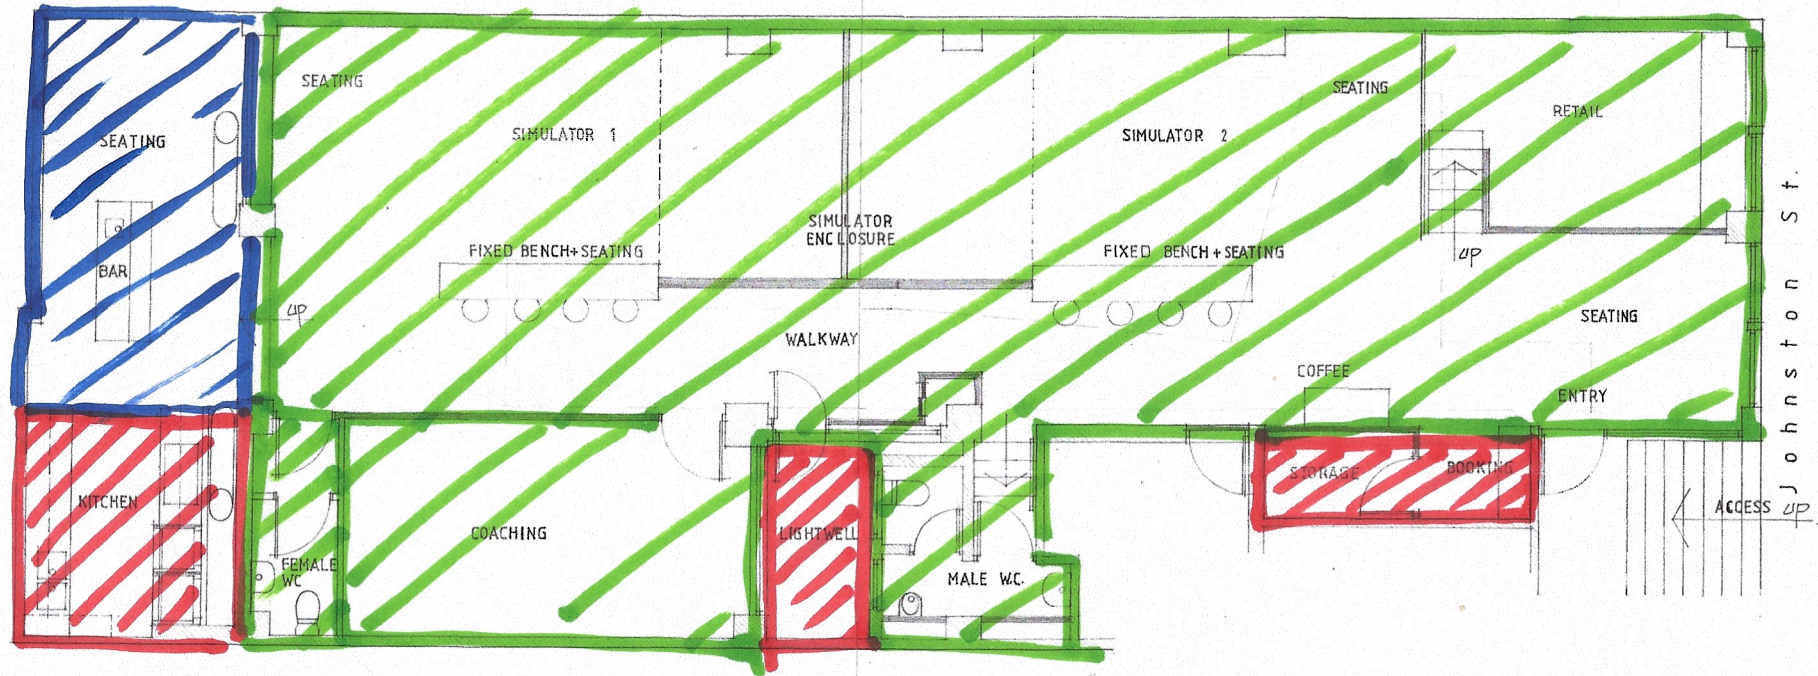 SEATING
SEATING
SEATING
RETAIL
SIMULATOR 1
SIMULATOR 2
SEATING
SIMULATOR
ENCLOSURE
FIXED BENCH+SEATING
FIXED BENCH+SEATING
UP
BAR
UP
SEATING
WALKWAY
COFFEE
ENTRY
Johnston St.
STORAGE
BOOKING
KITCHEN
COACHING
LIGHTWELL
ACCESS UP
FEMALE
WC
MALE W.C.